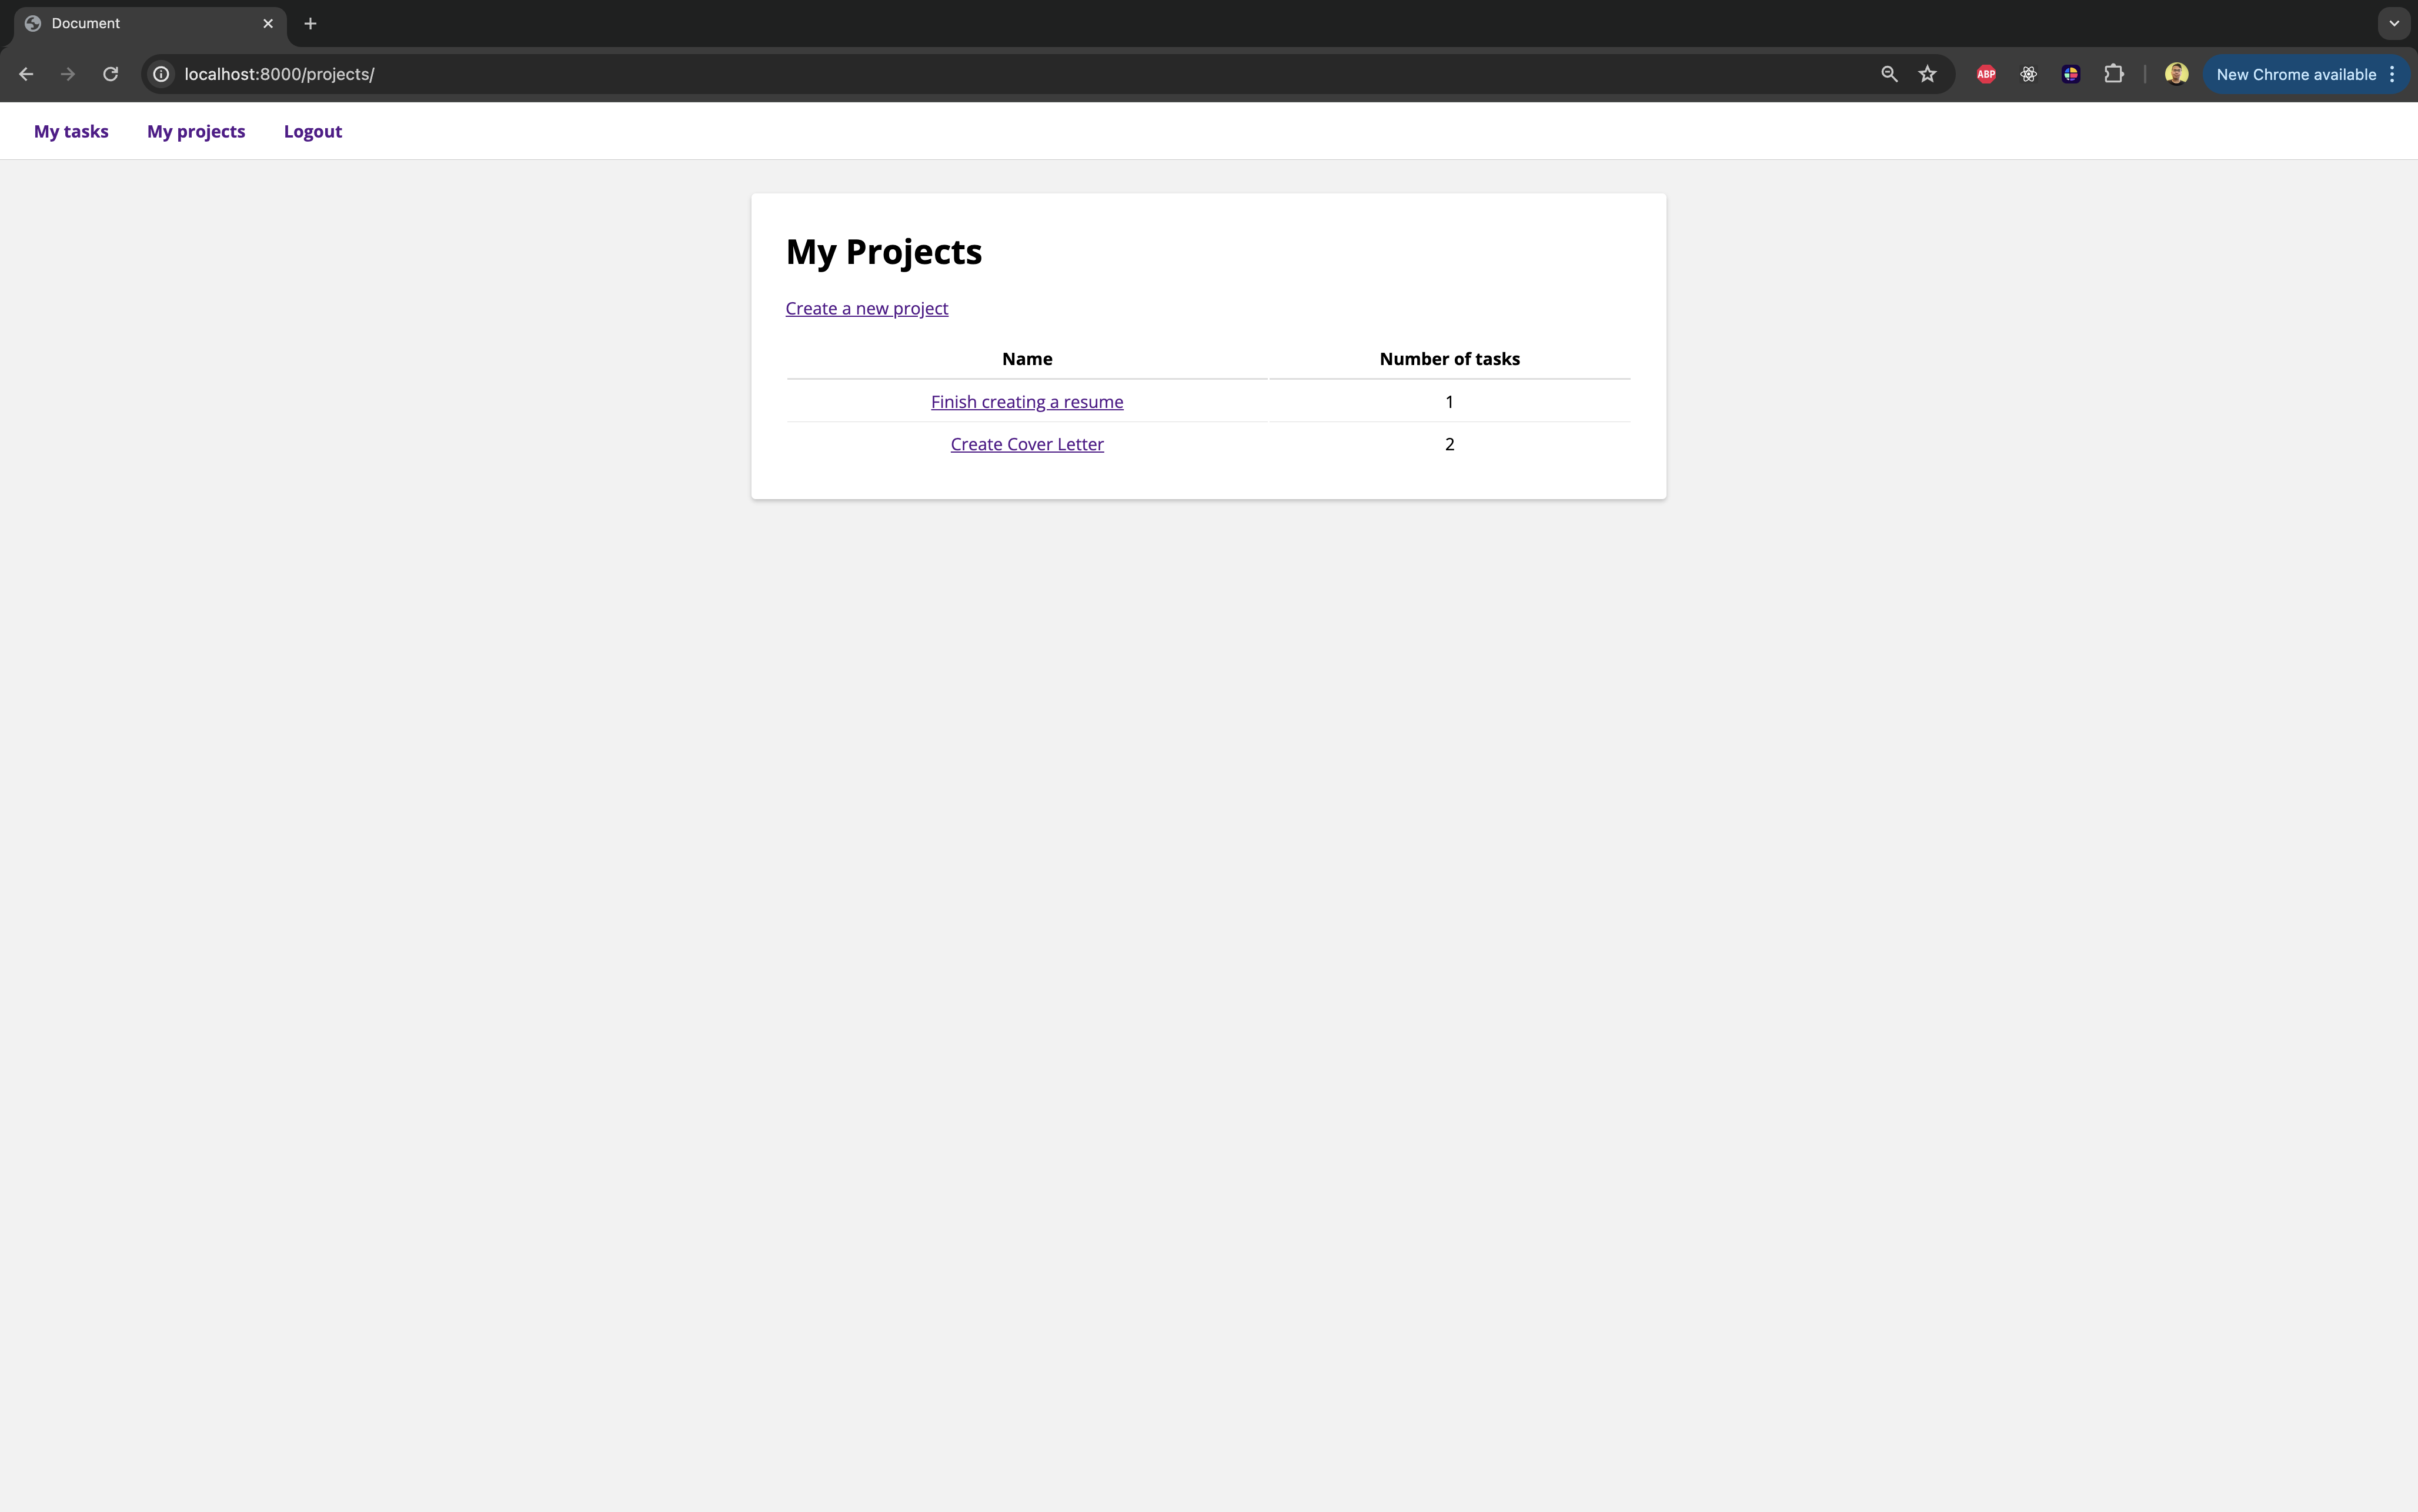 Document
localhost:8000/projects/
ABP
New Chrome available
My tasks My projects Logout
My Projects
Create a new project
Name Number of tasks
Finish creating a resume 1
Create Cover Letter 2